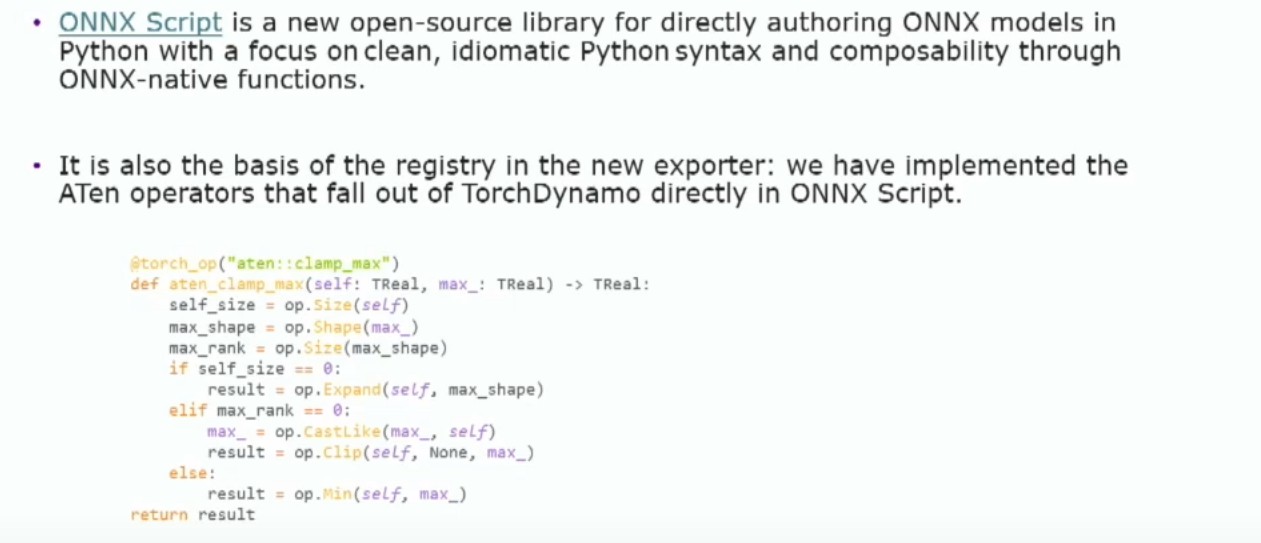 • ONNX Script is a new open-source library for directly authoring ONNX models in
Python with a focus on clean, idiomatic Python syntax and composability through
ONNX-native functions.
• It is also the basis of the registry in the new exporter: we have implemented the
ATen operators that fall out of TorchDynamo directly in ONNX Script.
@torch_op("aten::clamp_max")
def aten_clamp_max(self: TReal, max_: TReal) -> TReal:
    self_size = op.Size(self)
    max_shape = op.Shape(max_)
    max_rank = op.Size(max_shape)
    if self_size == 0:
        result = op.Expand(self, max_shape)
    elif max_rank == 0:
        max_ = op.CastLike(max_, self)
        result = op.Clip(self, None, max_)
    else:
        result = op.Min(self, max_)
return result